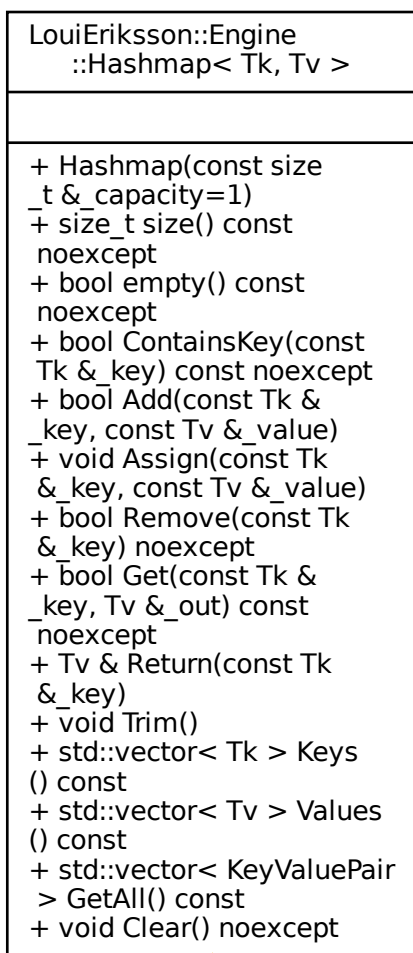 LouiEriksson::Engine
::Hashmap< Tk, Tv >
+ Hashmap(const size
_t &_capacity=1)
+ size_t size() const
noexcept
+ bool empty() const
noexcept
+ bool ContainsKey(const
Tk &_key) const noexcept
+ bool Add(const Tk &
_key, const Tv &_value)
+ void Assign(const Tk
&_key, const Tv &_value)
+ bool Remove(const Tk
&_key) noexcept
+ bool Get(const Tk &
_key, Tv &_out) const
noexcept
+ Tv & Return(const Tk
&_key)
+ void Trim()
+ std::vector< Tk > Keys
() const
+ std::vector< Tv > Values
() const
+ std::vector< KeyValuePair
> GetAll() const
+ void Clear() noexcept